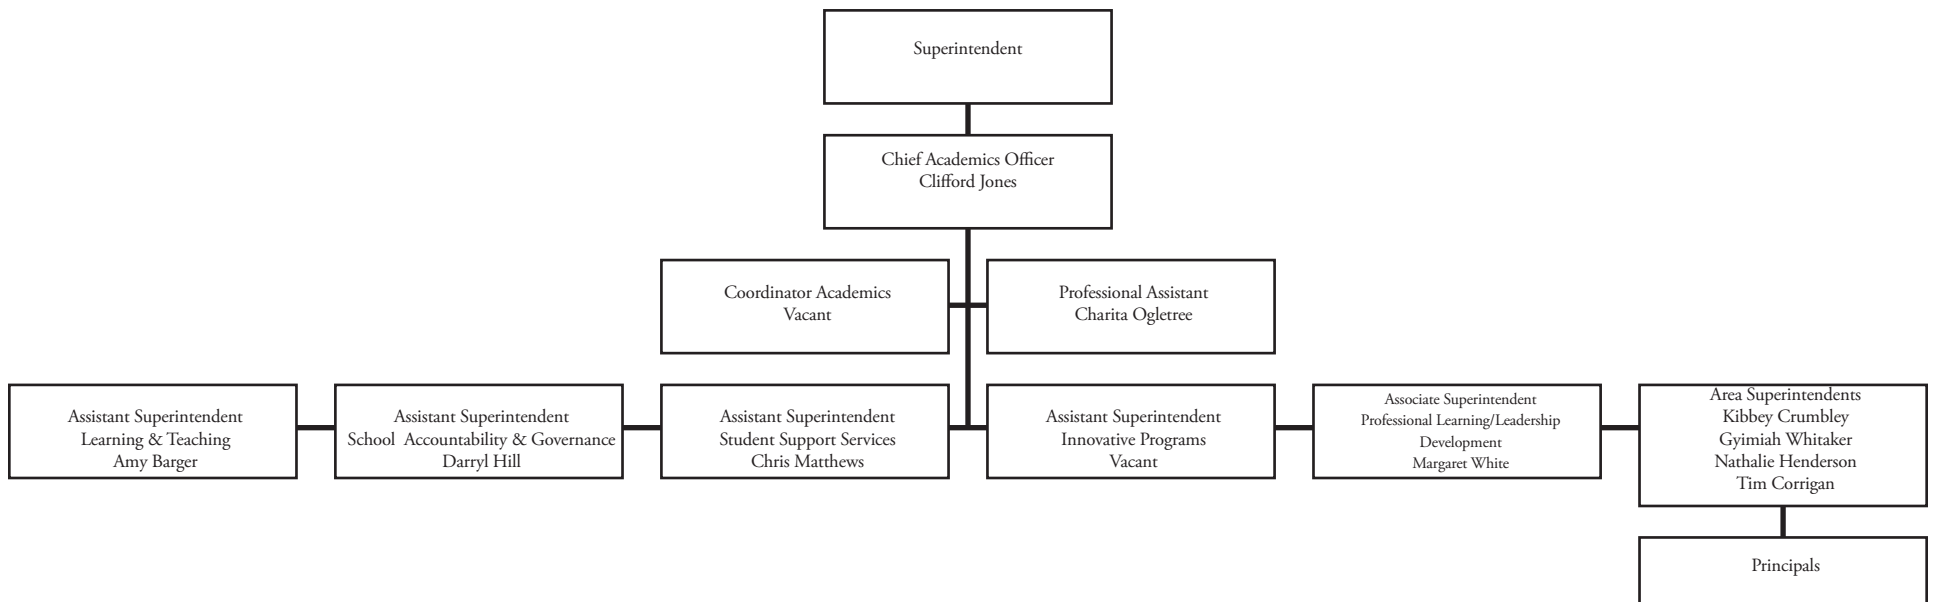 Superintendent
Chief Academics Officer
Clifford Jones
Coordinator Academics
Vacant
Professional Assistant
Charita Ogletree
Assistant Superintendent
Learning & Teaching
Amy Barger
Assistant Superintendent
School Accountability & Governance
Darryl Hill
Assistant Superintendent
Student Support Services
Chris Matthews
Assistant Superintendent
Innovative Programs
Vacant
Associate Superintendent
Professional Learning/Leadership
Development
Margaret White
Area Superintendents
Kibbey Crumbley
Gyimiah Whitaker
Nathalie Henderson
Tim Corrigan
Principals